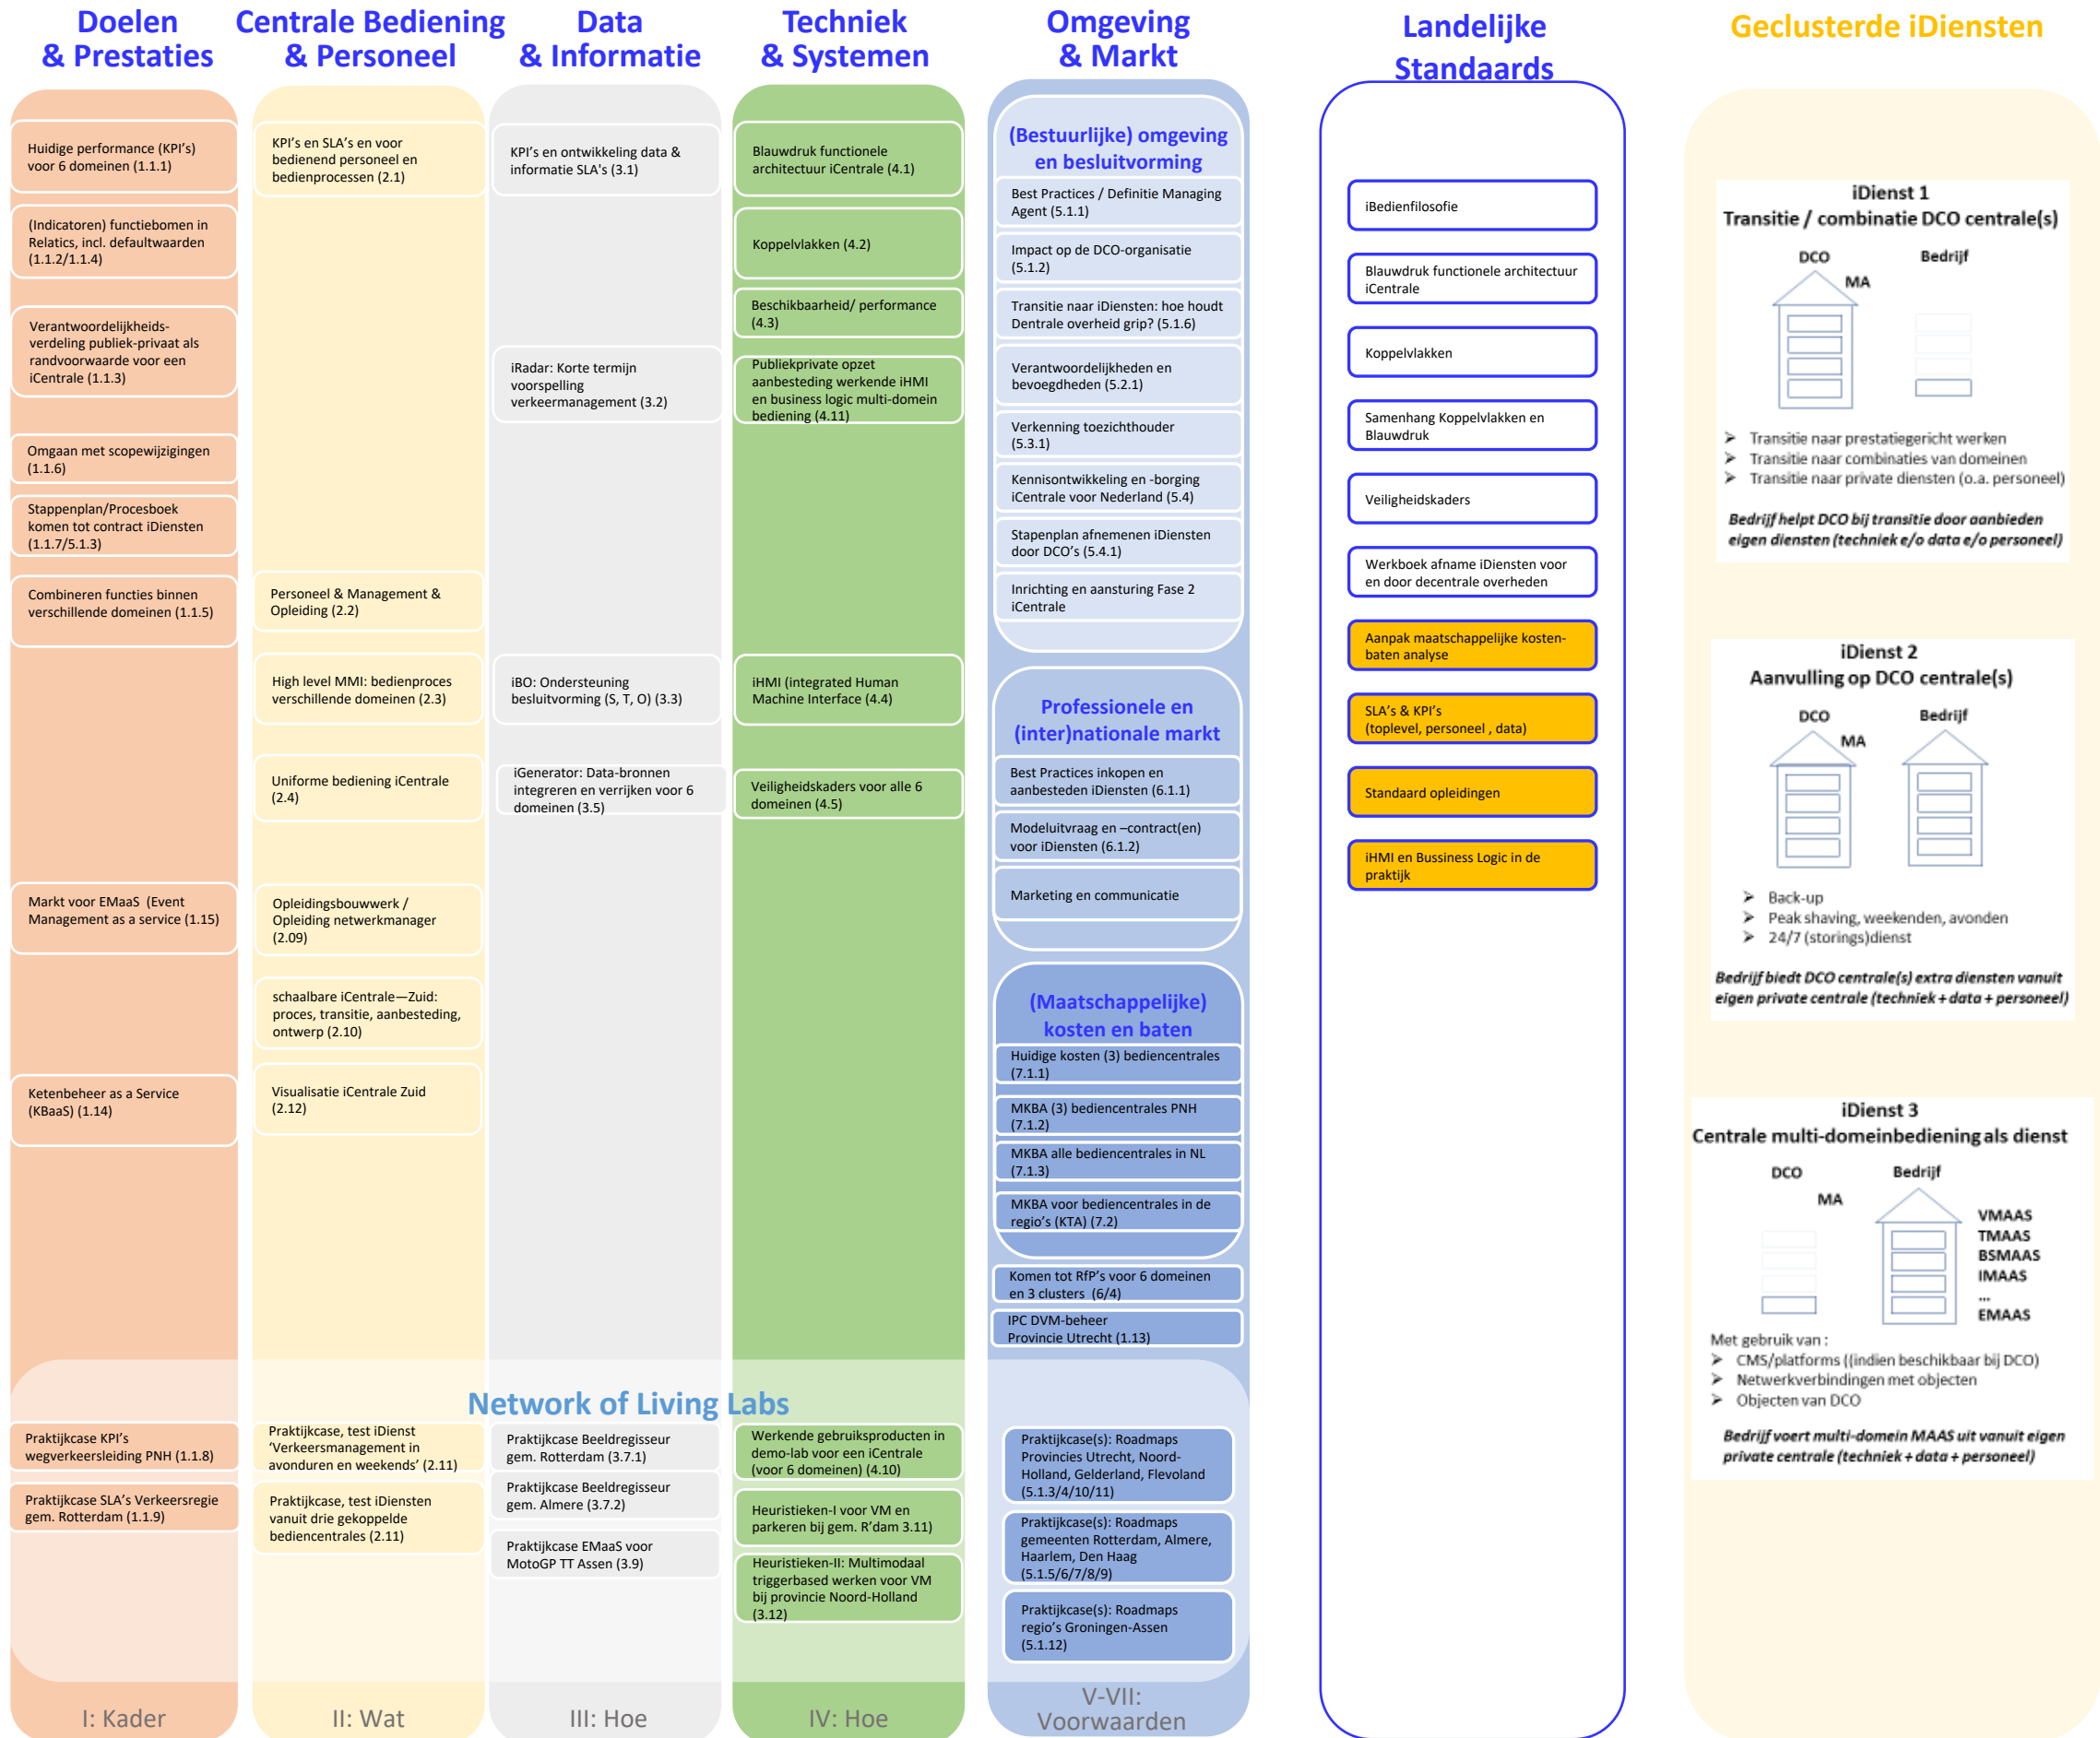 Doelen
& Prestaties
Huidige performance (KPI's)
voor 6 domeinen (1.1.1)
(Indicatoren) functiebomen in
Relatics, incl. defaultwaarden
(1.1.2/1.1.4)
Verantwoordelijkheids-
verdeling publiek-privaat als
randvoorwaarde voor een
iCentrale (1.1.3)
Omgaan met scopewijzigingen
(1.1.6)
Stappenplan/Procesboek
komen tot contract iDiensten
(1.1.7/5.1.3)
Combineren functies binnen
verschillende domeinen (1.1.5)
Markt voor EMaaS (Event
Management as a service (1.15)
Ketenbeheer as a Service
(KBaaS) (1.14)
Centrale Bediening
& Personeel
KPI's en SLA's en voor
bedienend personeel en
bedienprocessen (2.1)
Personeel & Management &
Opleiding (2.2)
High level MMI: bedienproces
verschillende domeinen (2.3)
Uniforme bediening iCentrale
(2.4)
Opleidingsbouwwerk /
Opleiding netwerkmanager
(2.09)
schaalbare iCentrale—Zuid:
proces, transitie, aanbesteding,
ontwerp (2.10)
Visualisatie iCentrale Zuid
(2.12)
Data
& Informatie
KPI's en ontwikkeling data &
informatie SLA's (3.1)
iRadar: Korte termijn
voorspelling
verkeermanagement (3.2)
iBO: Ondersteuning
besluitvorming (S, T, O) (3.3)
iGenerator: Data-bronnen
integreren en verrijken voor 6
domeinen (3.5)
Techniek
& Systemen
Blauwdruk functionele
architectuur iCentrale (4.1)
Koppelvlakken (4.2)
Beschikbaarheid/ performance
(4.3)
Publiekprivate opzet
aanbesteding werkende iHMI
en business logic multi-domein
bediening (4.11)
iHMI (integrated Human
Machine Interface (4.4)
Veiligheidskaders voor alle 6
domeinen (4.5)
Omgeving
& Markt
(Bestuurlijke) omgeving
en besluitvorming
Best Practices / Definitie Managing
Agent (5.1.1)
Impact op de DCO-organisatie
(5.1.2)
Transitie naar iDiensten: hoe houdt
Dentrale overheid grip? (5.1.6)
Verantwoordelijkheden en
bevoegdheden (5.2.1)
Verkenning toezichthouder
(5.3.1)
Kennisontwikkeling en -borging
iCentrale voor Nederland (5.4)
Stapenplan afnemenen iDiensten
door DCO's (5.4.1)
Inrichting en aansturing Fase 2
iCentrale
Professionele en
(inter)nationale markt
Best Practices inkopen en
aanbesteden iDiensten (6.1.1)
Modeluitvraag en –contract(en)
voor iDiensten (6.1.2)
Marketing en communicatie
(Maatschappelijke)
kosten en baten
Huidige kosten (3) bediencentrales
(7.1.1)
MKBA (3) bediencentrales PNH
(7.1.2)
MKBA alle bediencentrales in NL
(7.1.3)
MKBA voor bediencentrales in de
regio's (KTA) (7.2)
Komen tot RfP's voor 6 domeinen
en 3 clusters (6/4)
IPC DVM-beheer
Provincie Utrecht (1.13)
Network of Living Labs
Praktijkcase KPI's
wegverkeersleiding PNH (1.1.8)
Praktijkcase SLA's Verkeersregie
gem. Rotterdam (1.1.9)
Praktijkcase, test iDienst
'Verkeersmanagement in
avonduren en weekends' (2.11)
Praktijkcase, test iDiensten
vanuit drie gekoppelde
bediencentrales (2.11)
Praktijkcase Beeldregisseur
gem. Rotterdam (3.7.1)
Praktijkcase Beeldregisseur
gem. Almere (3.7.2)
Praktijkcase EMaaS voor
MotoGP TT Assen (3.9)
Werkende gebruiksproducten in
demo-lab voor een iCentrale
(voor 6 domeinen) (4.10)
Heuristieken-I voor VM en
parkeren bij gem. R'dam 3.11)
Heuristieken-II: Multimodaal
triggerbased werken voor VM
bij provincie Noord-Holland
(3.12)
Praktijkcase(s): Roadmaps
Provincies Utrecht, Noord-
Holland, Gelderland, Flevoland
(5.1.3/4/10/11)
Praktijkcase(s): Roadmaps
gemeenten Rotterdam, Almere,
Haarlem, Den Haag
(5.1.5/6/7/8/9)
Praktijkcase(s): Roadmaps
regio's Groningen-Assen
(5.1.12)
I: Kader
II: Wat
III: Hoe
IV: Hoe
V-VII:
Voorwaarden
Landelijke
Standaards
iBedienfilosofie
Blauwdruk functionele architectuur
iCentrale
Koppelvlakken
Samenhang Koppelvlakken en
Blauwdruk
Veiligheidskaders
Werkboek afname iDiensten voor
en door decentrale overheden
Aanpak maatschappelijke kosten-
baten analyse
SLA's & KPI's
(toplevel, personeel , data)
Standaard opleidingen
iHMI en Bussiness Logic in de
praktijk
Geclusterde iDiensten
iDienst 1
Transitie / combinatie DCO centrale(s)
DCO Bedrijf
MA
➢ Transitie naar prestatiegericht werken
➢ Transitie naar combinaties van domeinen
➢ Transitie naar private diensten (o.a. personeel)
Bedrijf helpt DCO bij transitie door aanbieden
eigen diensten (techniek e/o data e/o personeel)
iDienst 2
Aanvulling op DCO centrale(s)
DCO Bedrijf
MA
➢ Back-up
➢ Peak shaving, weekenden, avonden
➢ 24/7 (storings)dienst
Bedrijf biedt DCO centrale(s) extra diensten vanuit
eigen private centrale (techniek + data + personeel)
iDienst 3
Centrale multi-domeinbediening als dienst
DCO Bedrijf
MA
VMAAS
TMAAS
BSMAAS
IMAAS
...
EMAAS
Met gebruik van :
➢ CMS/platforms ((indien beschikbaar bij DCO)
➢ Netwerkverbindingen met objecten
➢ Objecten van DCO
Bedrijf voert multi-domein MAAS uit vanuit eigen
private centrale (techniek + data + personeel)